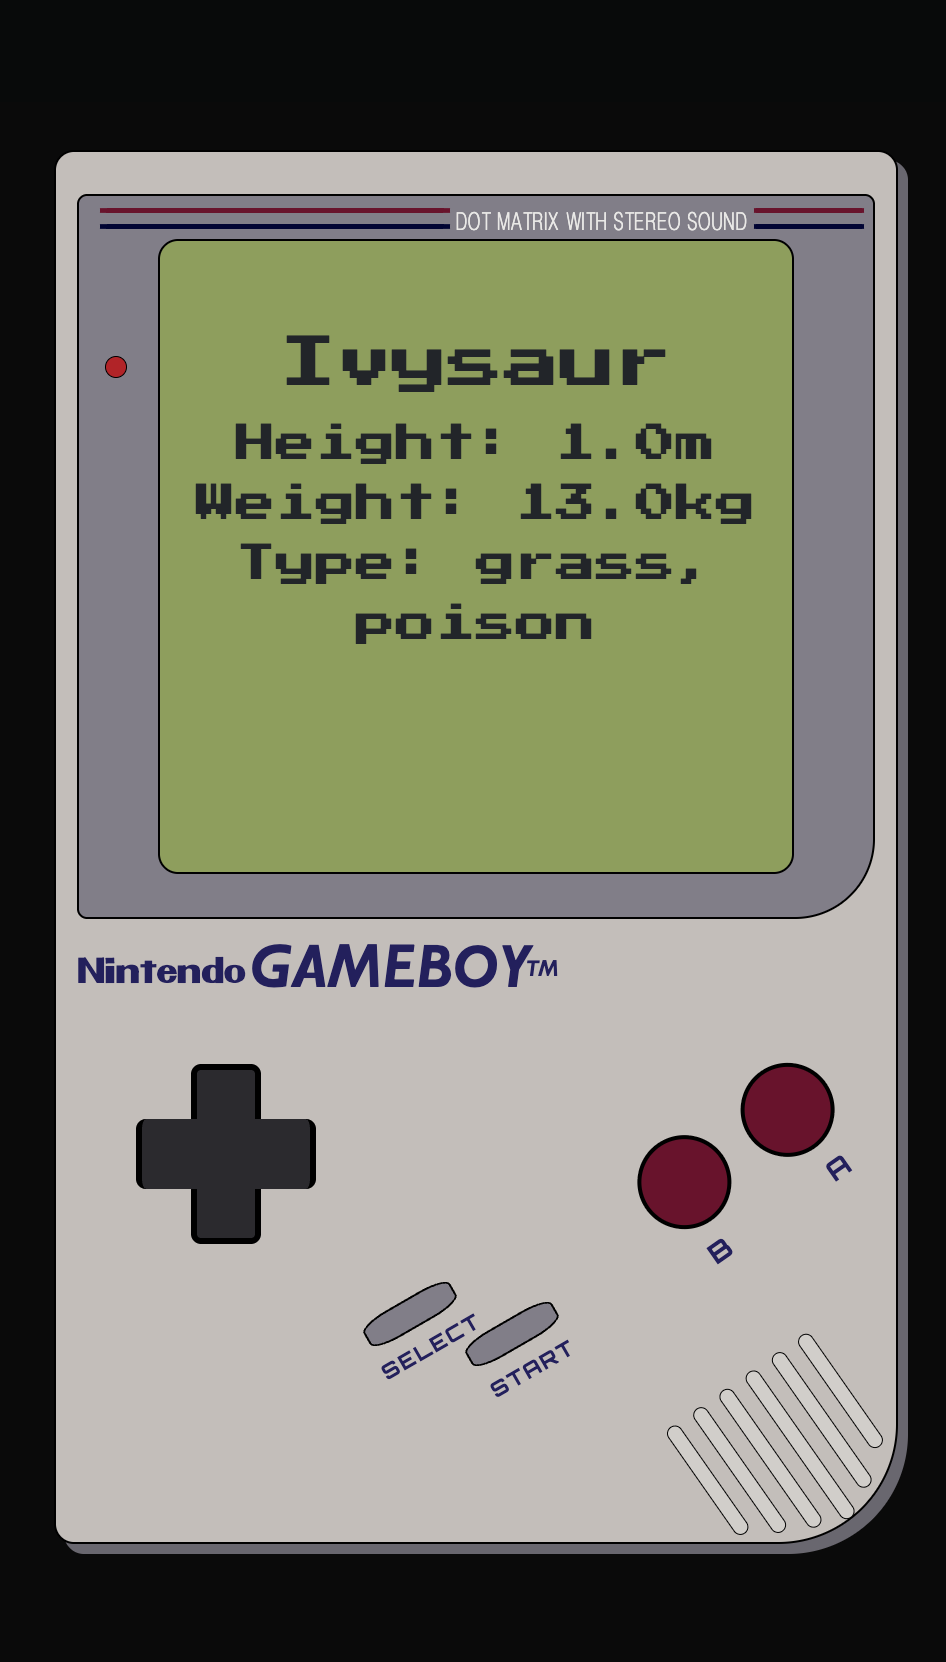 DOT MATRIX WITH STEREO SOUND
Ivysaur
Height: 1.0m
Weight: 13.0kg
Type: grass,
poison
Nintendo GAMEBOY™
A
B
SELECT
START